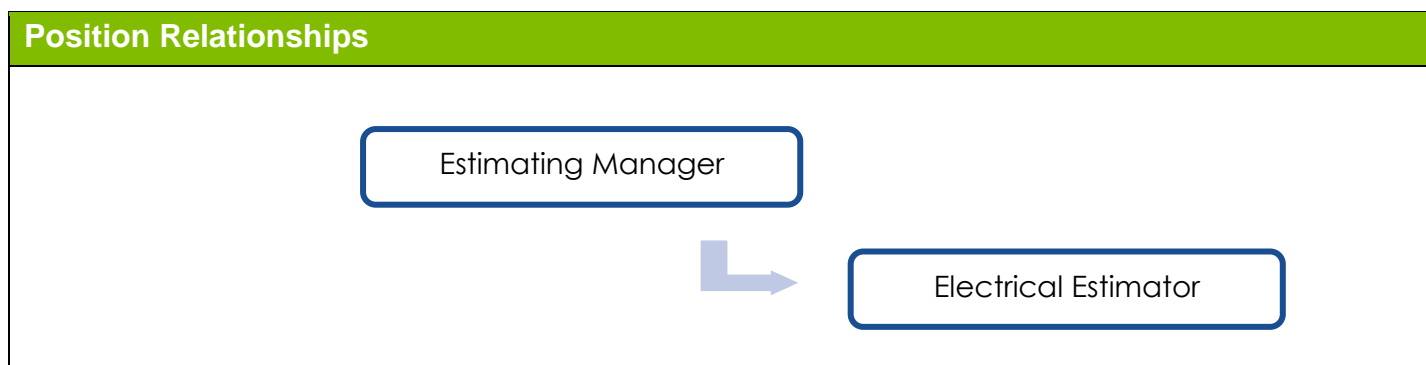 Position Relationships
Estimating Manager
Electrical Estimator